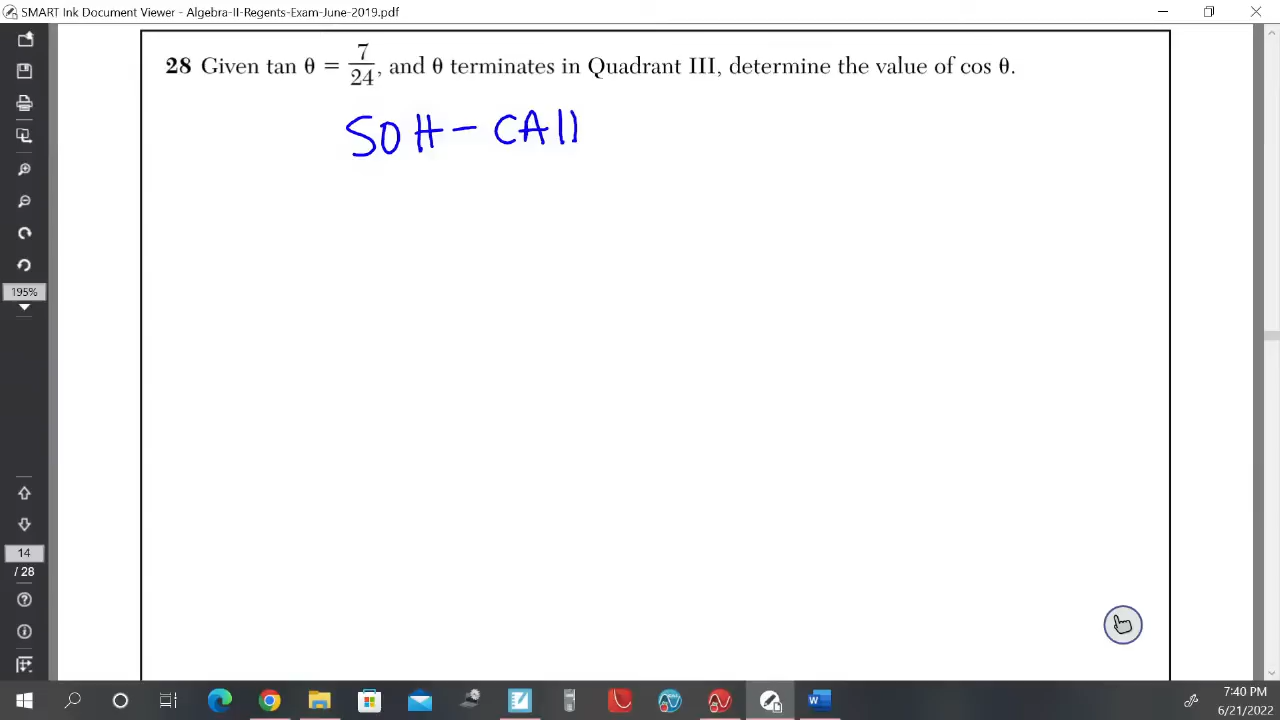 SMART Ink Document Viewer - Algebra-II-Regents-Exam-June-2019.pdf
28 Given tan θ = 7/24, and θ terminates in Quadrant III, determine the value of cos θ.
SOH - CAII
195%
14
/ 28
7:40 PM
6/21/2022